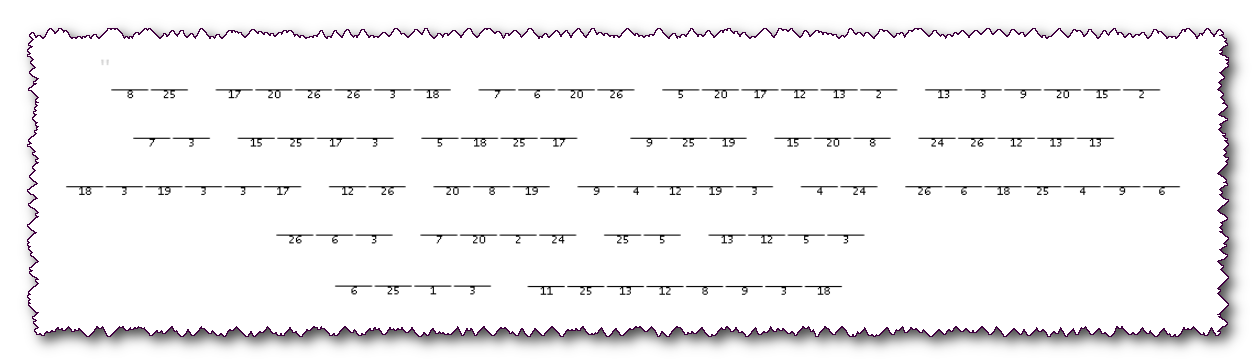 "
8 25 17 20 26 26 3 18 7 6 20 26 5 20 17 12 13 2 13 3 9 20 15 2
7 3 15 25 17 3 5 18 25 17 9 25 19 15 20 8 24 26 12 13 13
18 3 19 3 3 17 12 26 20 8 19 9 4 12 19 3 4 24 26 6 18 25 4 9 6
26 6 3 7 20 2 24 25 5 13 12 5 3
6 25 1 3 11 25 13 12 8 9 3 18